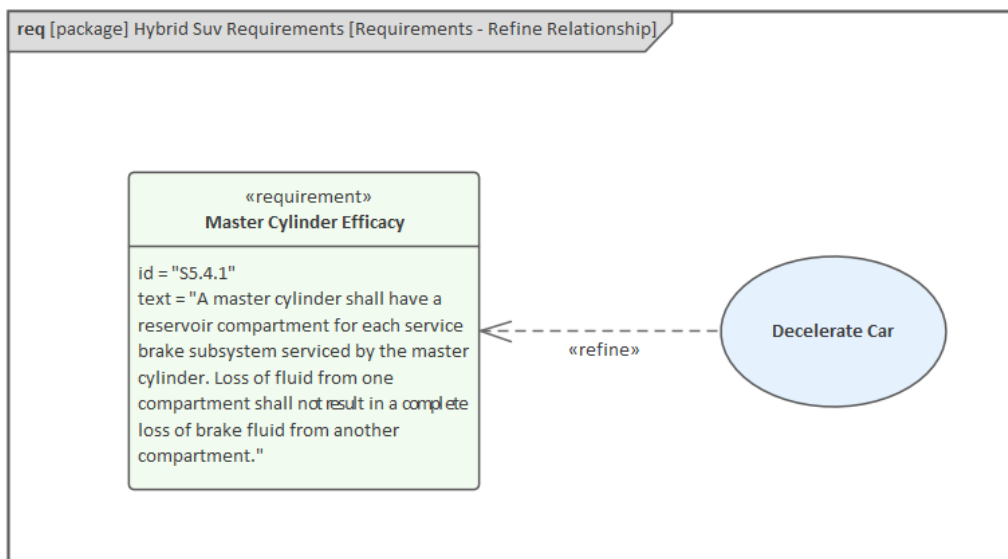 req [package] Hybrid Suv Requirements [Requirements - Refine Relationship]
«requirement»
Master Cylinder Efficacy
id = "S5.4.1"
text = "A master cylinder shall have a
reservoir compartment for each service
brake subsystem serviced by the master
cylinder. Loss of fluid from one
compartment shall not result in a complete
loss of brake fluid from another
compartment."
«refine»
Decelerate Car